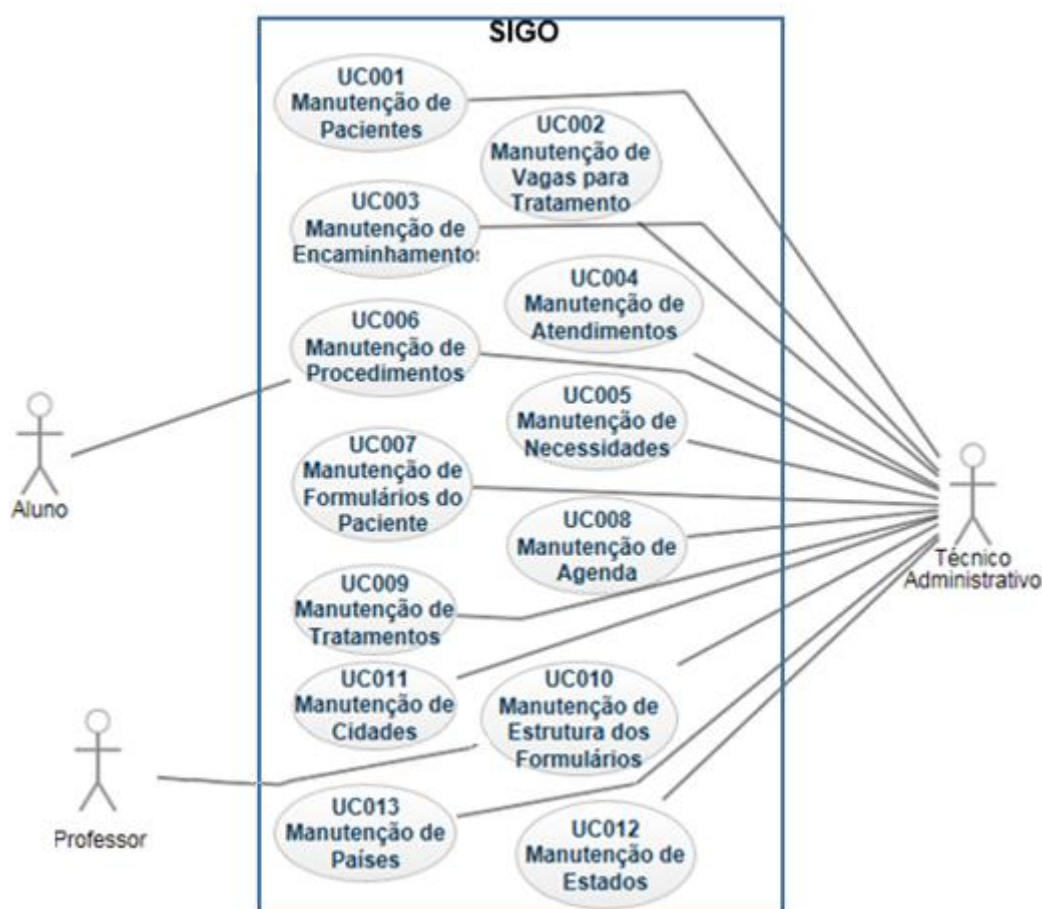 SIGO
UC001
Manutenção de
Pacientes
UC002
Manutenção de
Vagas para
Tratamento
UC003
Manutenção de
Encaminhamentos
UC004
Manutenção de
Atendimentos
UC006
Manutenção de
Procedimentos
UC005
Manutenção de
Necessidades
Aluno
UC007
Manutenção de
Formulários do
Paciente
UC008
Manutenção de
Agenda
Técnico
Administrativo
UC009
Manutenção de
Tratamentos
UC011
Manutenção de
Cidades
UC010
Manutenção de
Estrutura dos
Formulários
Professor
UC013
Manutenção de
Países
UC012
Manutenção de
Estados